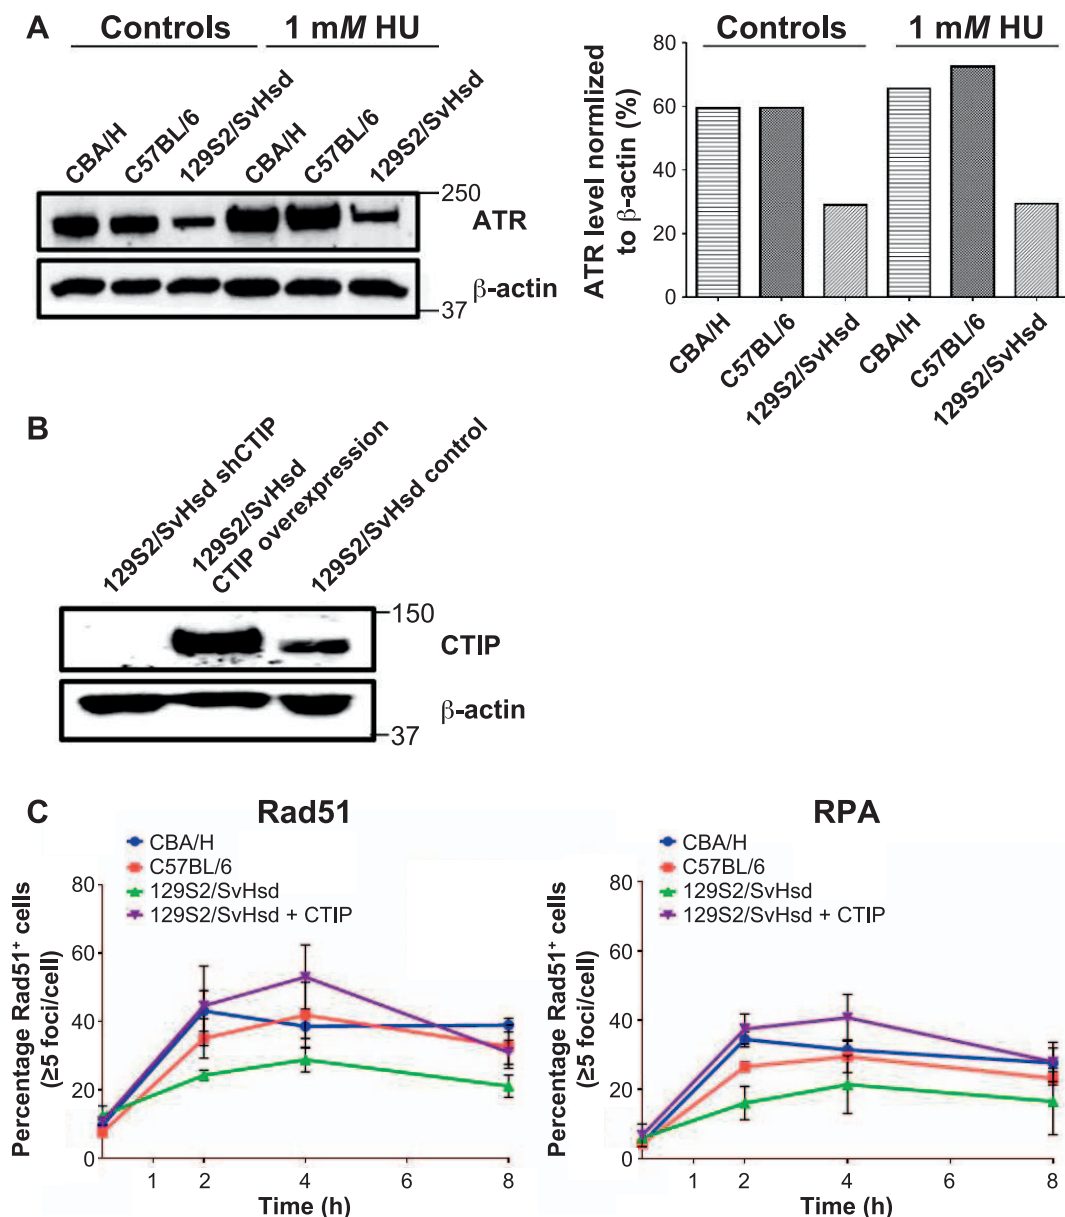 A
Controls
1 mM HU
CBA/H
C57BL/6
129S2/SvHsd
CBA/H
C57BL/6
129S2/SvHsd
250
ATR
β-actin
37
Controls
1 mM HU
ATR level normlized
to β-actin (%)
80
60
40
20
0
CBA/H
C57BL/6
129S2/SvHsd
CBA/H
C57BL/6
129S2/SvHsd
B
129S2/SvHsd shCTIP
129S2/SvHsd
CTIP overexpression
129S2/SvHsd control
150
CTIP
β-actin
37
C
Rad51
CBA/H
C57BL/6
129S2/SvHsd
129S2/SvHsd + CTIP
Percentage Rad51⁺ cells
(≥5 foci/cell)
80
60
40
20
0
1 2 4 6 8
Time (h)
RPA
CBA/H
C57BL/6
129S2/SvHsd
129S2/SvHsd + CTIP
Percentage Rad51⁺ cells
(≥5 foci/cell)
80
60
40
20
0
1 2 4 6 8
Time (h)